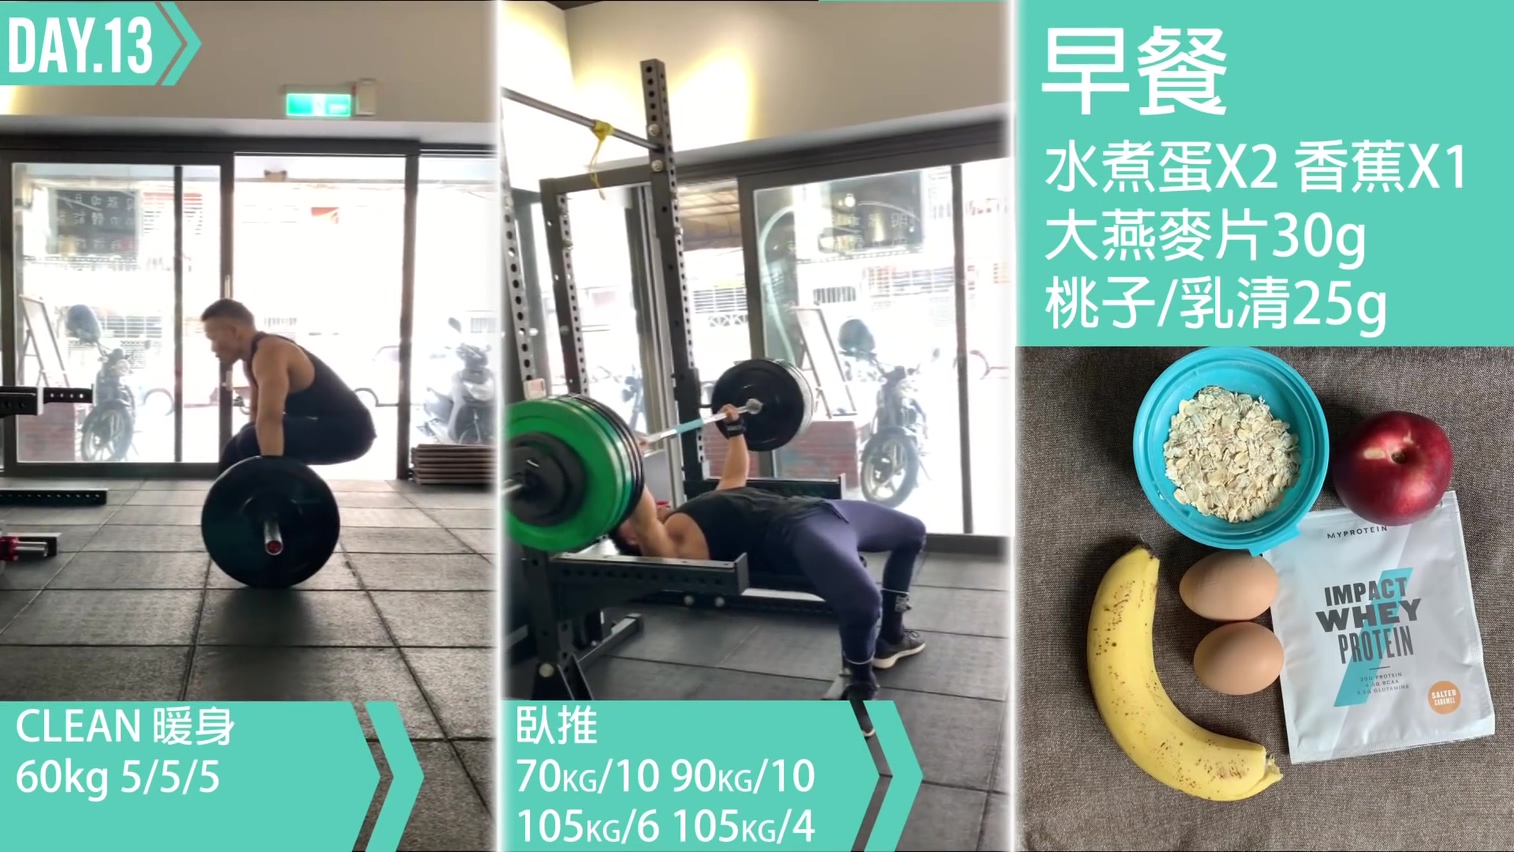 DAY.13
CLEAN 暖身
60kg 5/5/5
臥推
70KG/10 90KG/10
105KG/6 105KG/4
早餐
水煮蛋X2 香蕉X1
大燕麥片30g
桃子/乳清25g
MYPROTEIN
IMPACT
WHEY
PROTEIN
SALTED
CARAMEL